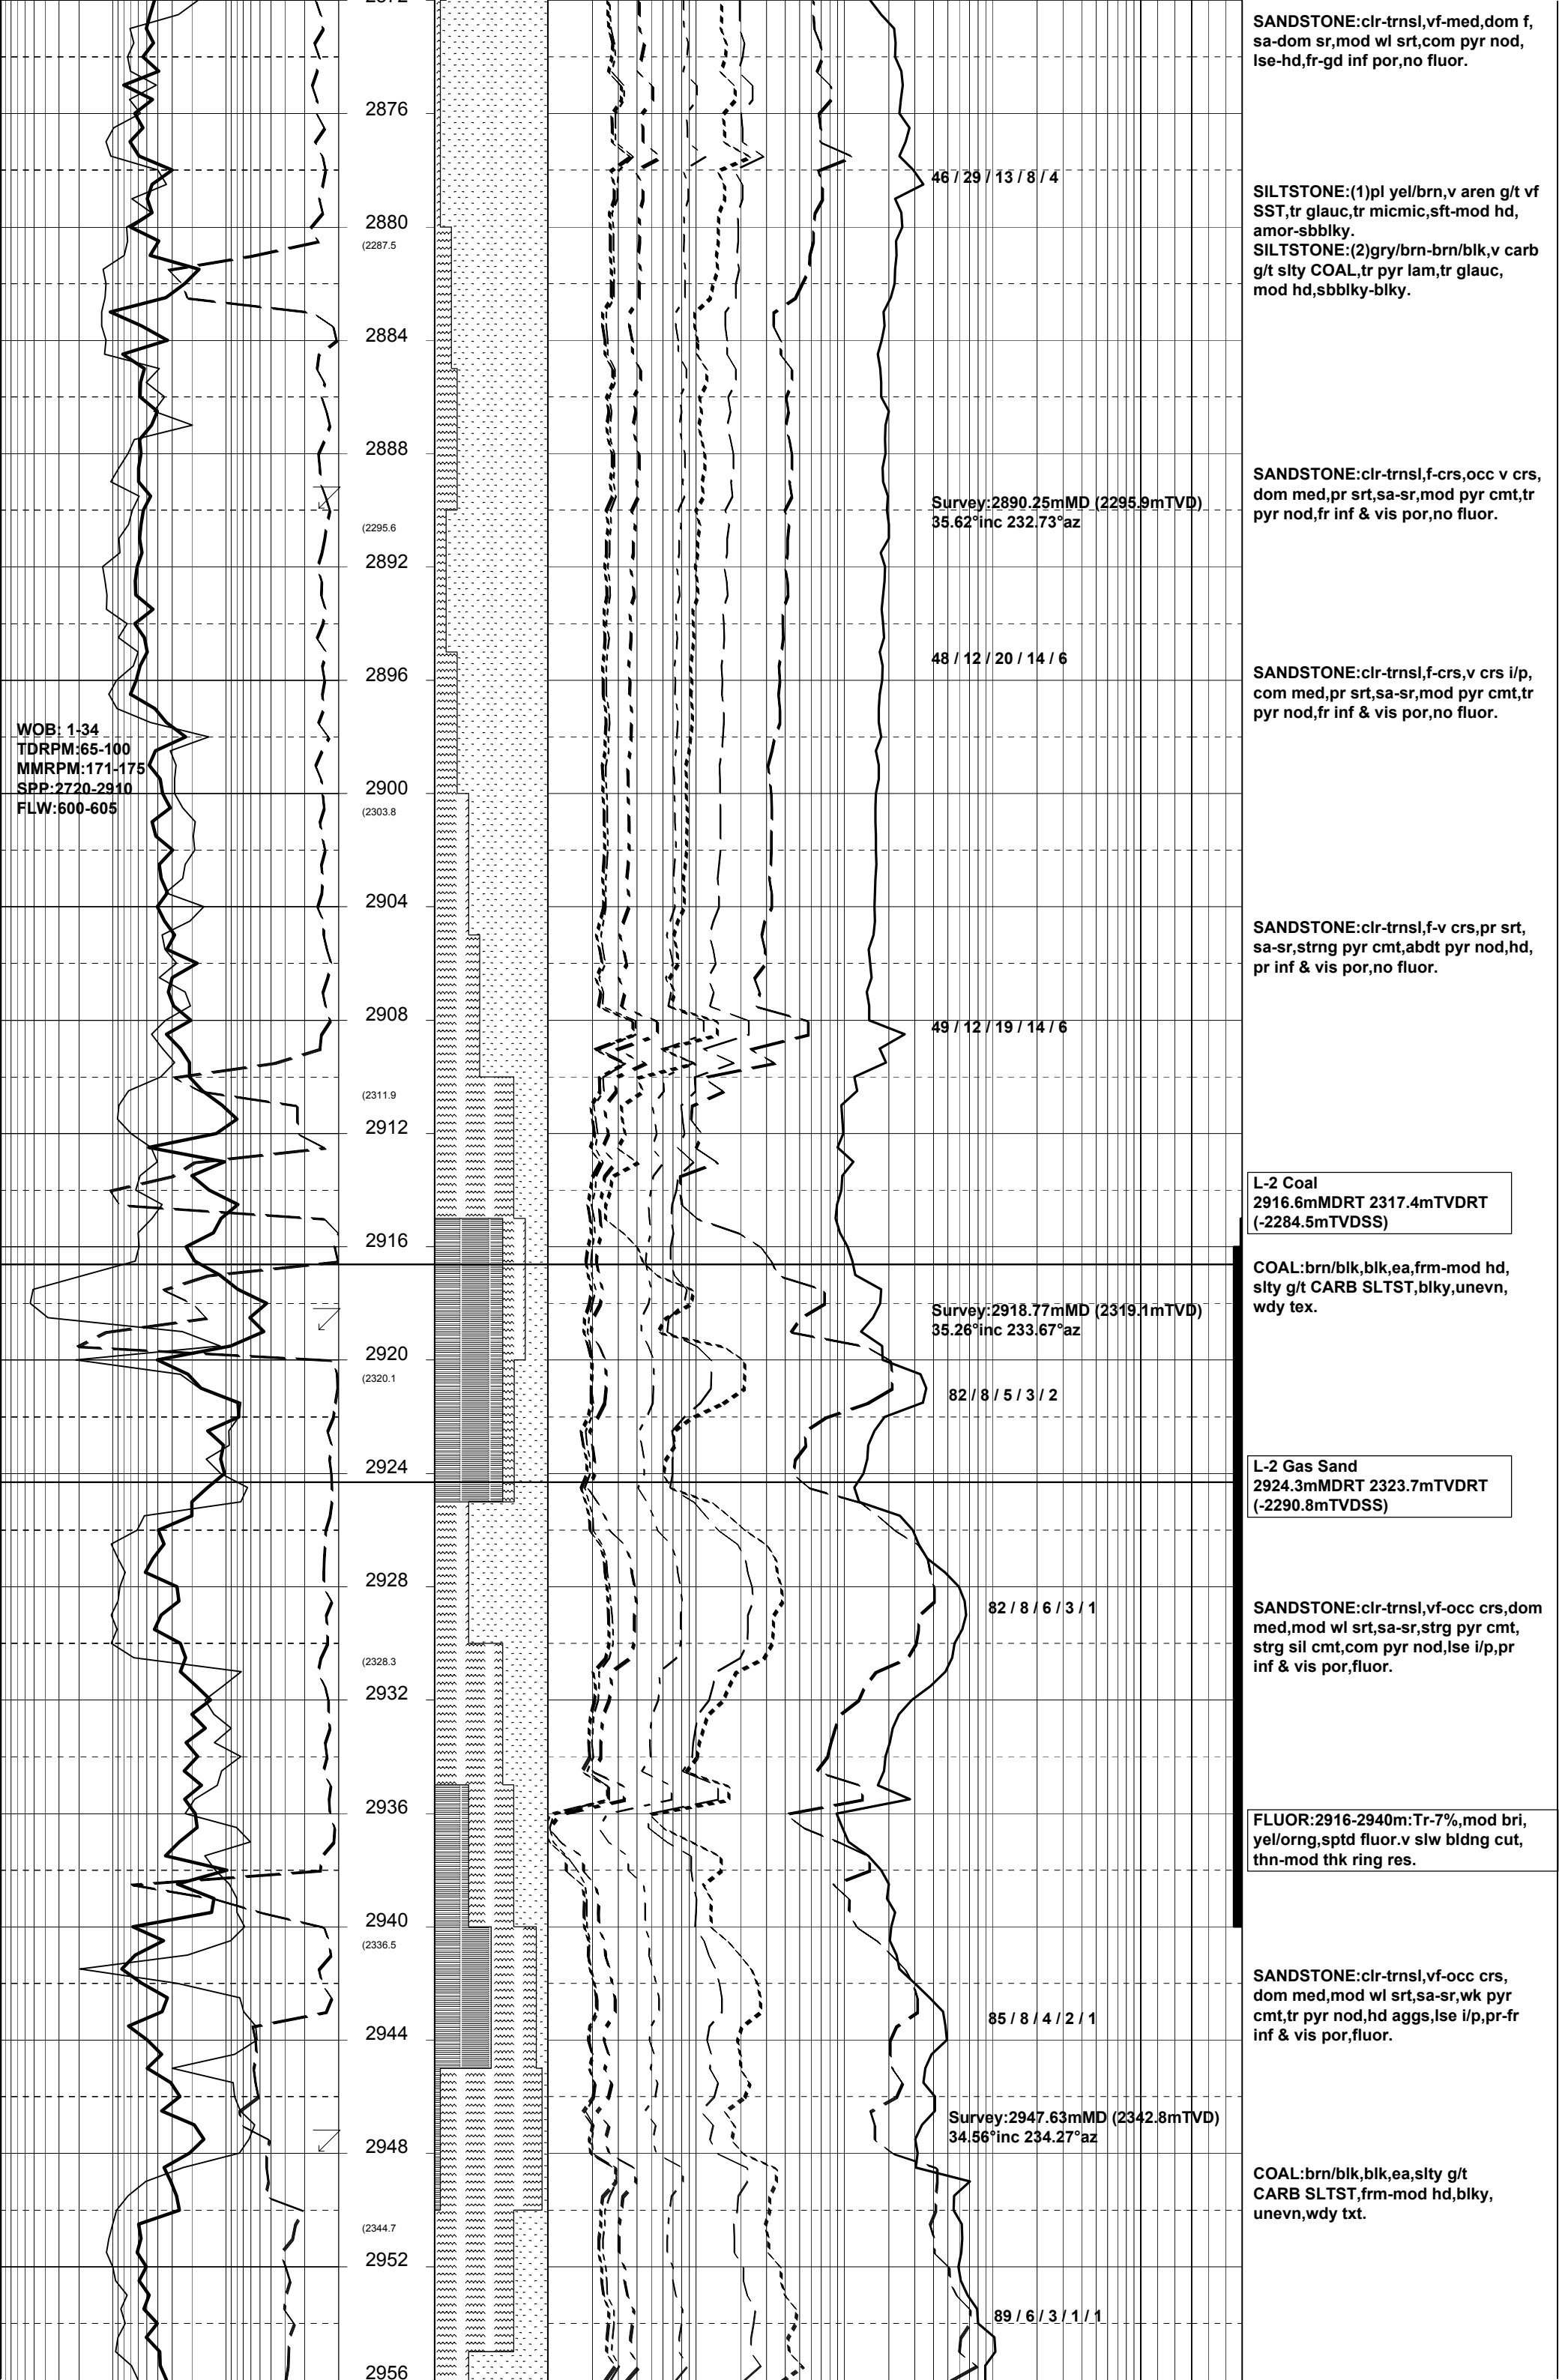 2872
SANDSTONE:clr-trnsl,vf-med,dom f,
sa-dom sr,mod wl srt,com pyr nod,
lse-hd,fr-gd inf por,no fluor.
2876
46 / 29 / 13 / 8 / 4
SILTSTONE:(1)pl yel/brn,v aren g/t vf
SST,tr glauc,tr micmic,sft-mod hd,
amor-sbblky.
SILTSTONE:(2)gry/brn-brn/blk,v carb
g/t slty COAL,tr pyr lam,tr glauc,
mod hd,sbblky-blky.
2880
(2287.5
2884
2888
SANDSTONE:clr-trnsl,f-crs,occ v crs,
dom med,pr srt,sa-sr,mod pyr cmt,tr
pyr nod,fr inf & vis por,no fluor.
Survey:2890.25mMD (2295.9mTVD)
35.62°inc 232.73°az
(2295.6
2892
48 / 12 / 20 / 14 / 6
2896
SANDSTONE:clr-trnsl,f-crs,v crs i/p,
com med,pr srt,sa-sr,mod pyr cmt,tr
pyr nod,fr inf & vis por,no fluor.
WOB: 1-34
TDRPM:65-100
MMRPM:171-175
SPP:2720-2910
FLW:600-605
2900
(2303.8
2904
SANDSTONE:clr-trnsl,f-v crs,pr srt,
sa-sr,strng pyr cmt,abdt pyr nod,hd,
pr inf & vis por,no fluor.
2908
49 / 12 / 19 / 14 / 6
(2311.9
2912
L-2 Coal
2916.6mMDRT 2317.4mTVDRT
(-2284.5mTVDSS)
2916
COAL:brn/blk,blk,ea,frm-mod hd,
slty g/t CARB SLTST,blky,unevn,
wdy tex.
Survey:2918.77mMD (2319.1mTVD)
35.26°inc 233.67°az
2920
(2320.1
82 / 8 / 5 / 3 / 2
2924
L-2 Gas Sand
2924.3mMDRT 2323.7mTVDRT
(-2290.8mTVDSS)
2928
82 / 8 / 6 / 3 / 1
SANDSTONE:clr-trnsl,vf-occ crs,dom
med,mod wl srt,sa-sr,strg pyr cmt,
strg sil cmt,com pyr nod,lse i/p,pr
inf & vis por,fluor.
(2328.3
2932
2936
FLUOR:2916-2940m:Tr-7%,mod bri,
yel/orng,sptd fluor.v slw bldng cut,
thn-mod thk ring res.
2940
(2336.5
SANDSTONE:clr-trnsl,vf-occ crs,
dom med,mod wl srt,sa-sr,wk pyr
cmt,tr pyr nod,hd aggs,lse i/p,pr-fr
inf & vis por,fluor.
85 / 8 / 4 / 2 / 1
2944
Survey:2947.63mMD (2342.8mTVD)
34.56°inc 234.27°az
2948
COAL:brn/blk,blk,ea,slty g/t
CARB SLTST,frm-mod hd,blky,
unevn,wdy txt.
(2344.7
2952
89 / 6 / 3 / 1 / 1
2956